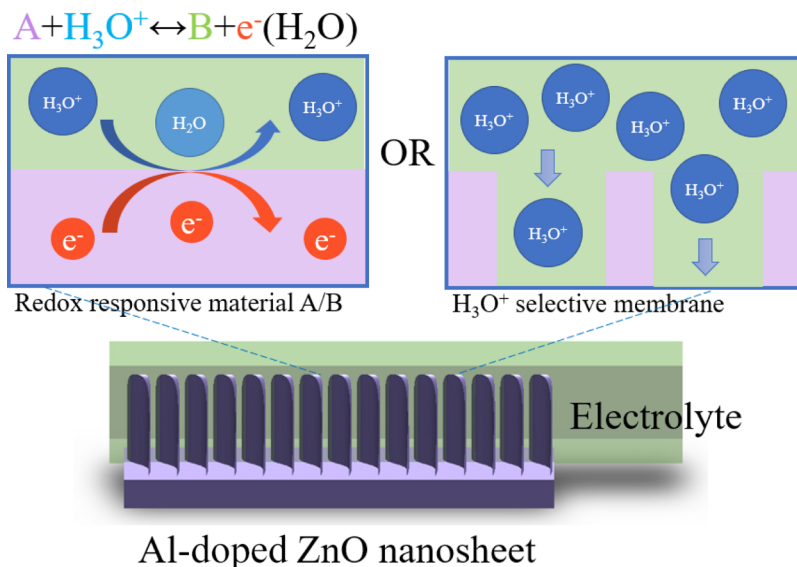 A+H₃O⁺↔B+e⁻(H₂O)
H₃O⁺
H₂O
H₃O⁺
e⁻
e⁻
e⁻
Redox responsive material A/B
OR
H₃O⁺
H₃O⁺
H₃O⁺
H₃O⁺
H₃O⁺
H₃O⁺
H₃O⁺ selective membrane
Electrolyte
Al-doped ZnO nanosheet